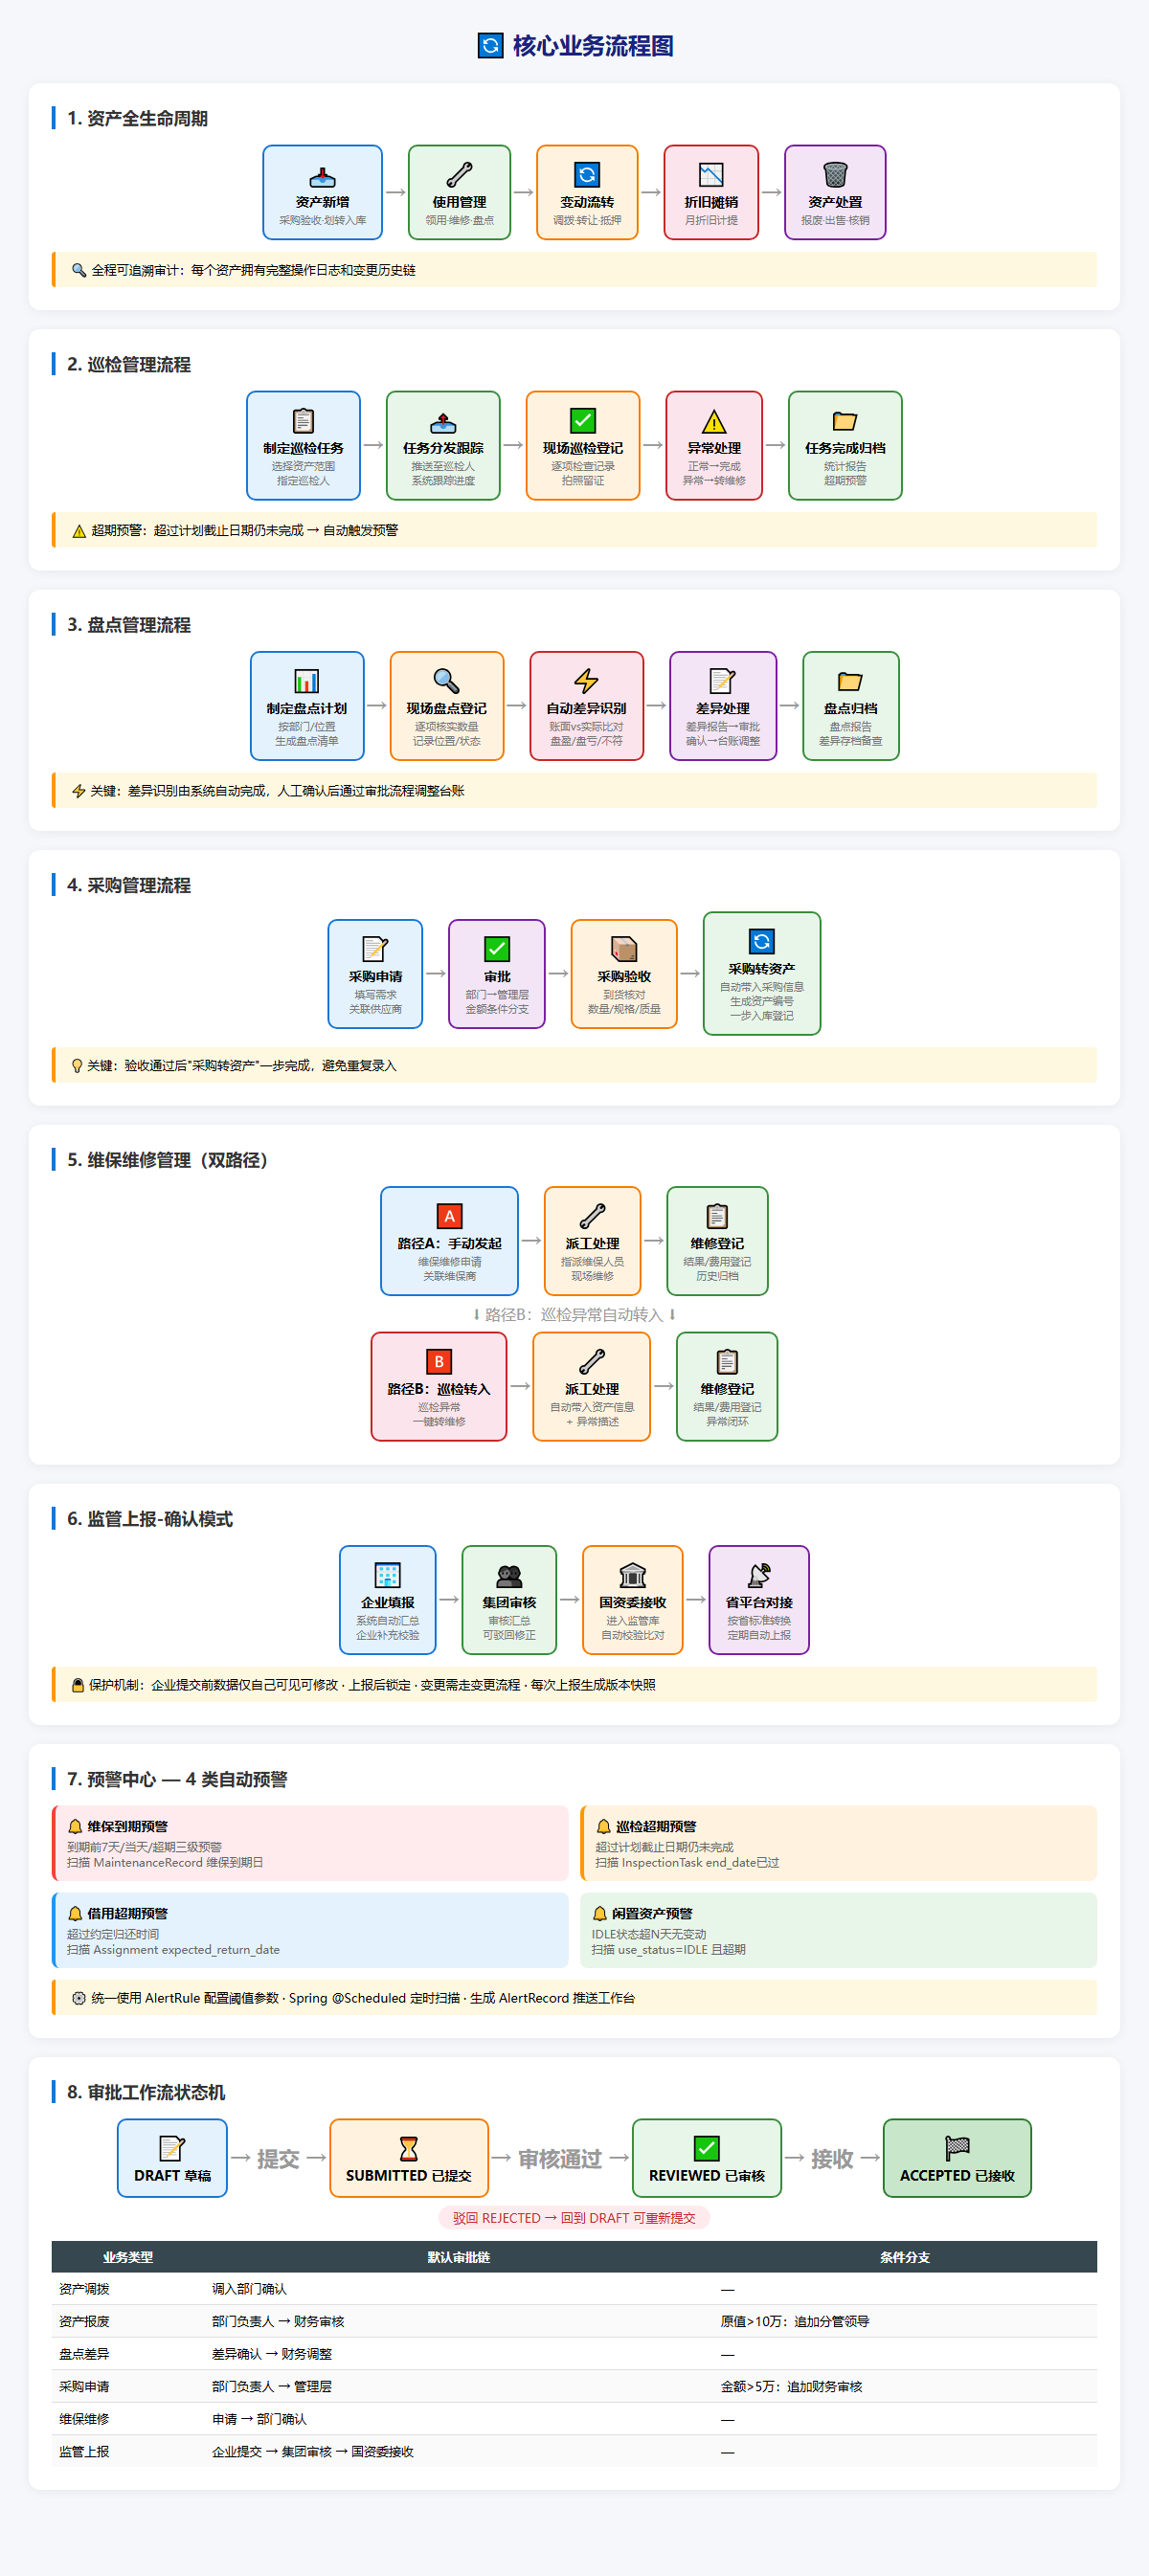 核心业务流程图
1. 资产全生命周期
资产新增
采购验收·划转入库
→
使用管理
领用·维修·盘点
→
变动流转
调拨·转让·抵押
→
折旧摊销
月折旧计提
→
资产处置
报废·出售·核销
全程可追溯审计：每个资产拥有完整操作日志和变更历史链
2. 巡检管理流程
制定巡检任务
选择资产范围
指定巡检人
→
任务分发跟踪
推送至巡检人
系统跟踪进度
→
现场巡检登记
逐项检查记录
拍照留证
→
异常处理
正常→完成
异常→转维修
→
任务完成归档
统计报告
超期预警
超期预警：超过计划截止日期仍未完成 → 自动触发预警
3. 盘点管理流程
制定盘点计划
按部门/位置
生成盘点清单
→
现场盘点登记
逐项核实数量
记录位置/状态
→
自动差异识别
账面vs实际比对
盘盈/盘亏/不符
→
差异处理
差异报告→审批
确认→台账调整
→
盘点归档
盘点报告
差异存档备查
关键：差异识别由系统自动完成，人工确认后通过审批流程调整台账
4. 采购管理流程
采购申请
填写需求
关联供应商
→
审批
部门→管理层
金额条件分支
→
采购验收
到货核对
数量/规格/质量
→
采购转资产
自动带入采购信息
生成资产编号
一步入库登记
关键：验收通过后"采购转资产"一步完成，避免重复录入
5. 维保维修管理（双路径）
A
路径A：手动发起
维保维修申请
关联维保商
→
派工处理
指派维保人员
现场维修
→
维修登记
结果/费用登记
历史归档
⬇ 路径B：巡检异常自动转入 ⬇
B
路径B：巡检转入
巡检异常
一键转维修
→
派工处理
自动带入资产信息
+ 异常描述
→
维修登记
结果/费用登记
异常闭环
6. 监管上报-确认模式
企业填报
系统自动汇总
企业补充校验
→
集团审核
审核汇总
可驳回修正
→
国资委接收
进入监管库
自动校验比对
→
省平台对接
按省标准转换
定期自动上报
保护机制：企业提交前数据仅自己可见可修改 · 上报后锁定 · 变更需走变更流程 · 每次上报生成版本快照
7. 预警中心 — 4 类自动预警
维保到期预警
到期前7天/当天/超期三级预警
扫描 MaintenanceRecord 维保到期日
巡检超期预警
超过计划截止日期仍未完成
扫描 InspectionTask end_date已过
借用超期预警
超过约定归还时间
扫描 Assignment expected_return_date
闲置资产预警
IDLE状态超N天无变动
扫描 use_status=IDLE 且超期
统一使用 AlertRule 配置阈值参数 · Spring @Scheduled 定时扫描 · 生成 AlertRecord 推送工作台
8. 审批工作流状态机
DRAFT 草稿
→ 提交 →
SUBMITTED 已提交
→ 审核通过 →
REVIEWED 已审核
→ 接收 →
ACCEPTED 已接收
驳回 REJECTED → 回到 DRAFT 可重新提交
业务类型 默认审批链 条件分支
资产调拨 调入部门确认 —
资产报废 部门负责人 → 财务审核 原值>10万：追加分管领导
盘点差异 差异确认 → 财务调整 —
采购申请 部门负责人 → 管理层 金额>5万：追加财务审核
维保维修 申请 → 部门确认 —
监管上报 企业提交 → 集团审核 → 国资委接收 —